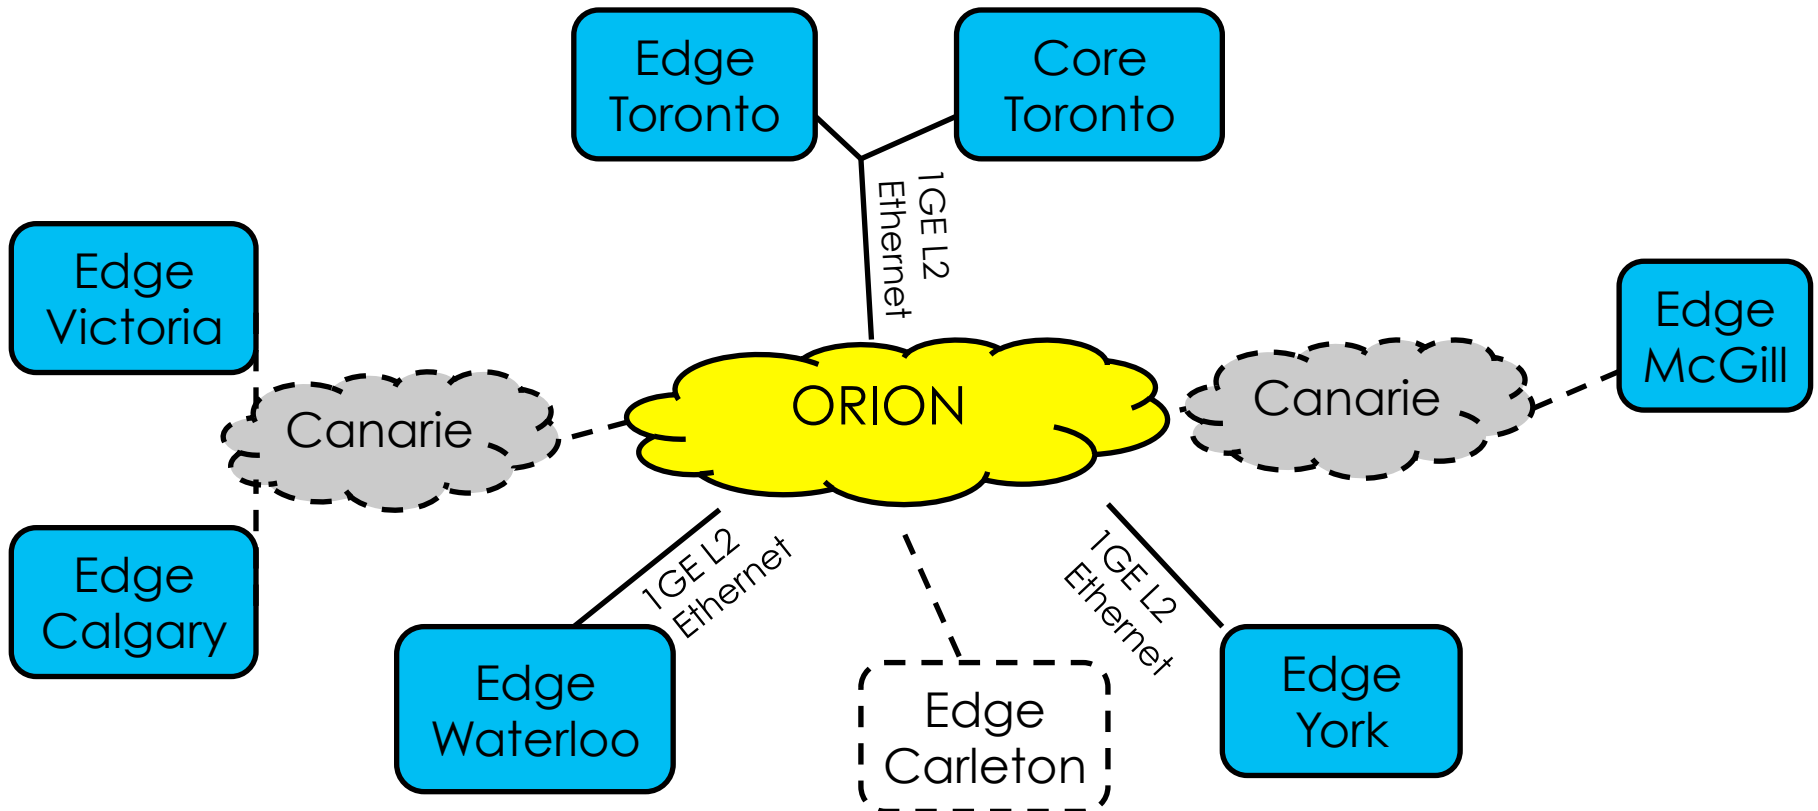 Edge
Toronto
Core
Toronto
1GE L2
Ethernet
Edge
Victoria
Edge
McGill
ORION
Canarie
Canarie
Edge
Calgary
1GE L2
Ethernet
1GE L2
Ethernet
Edge
Waterloo
Edge
Carleton
Edge
York